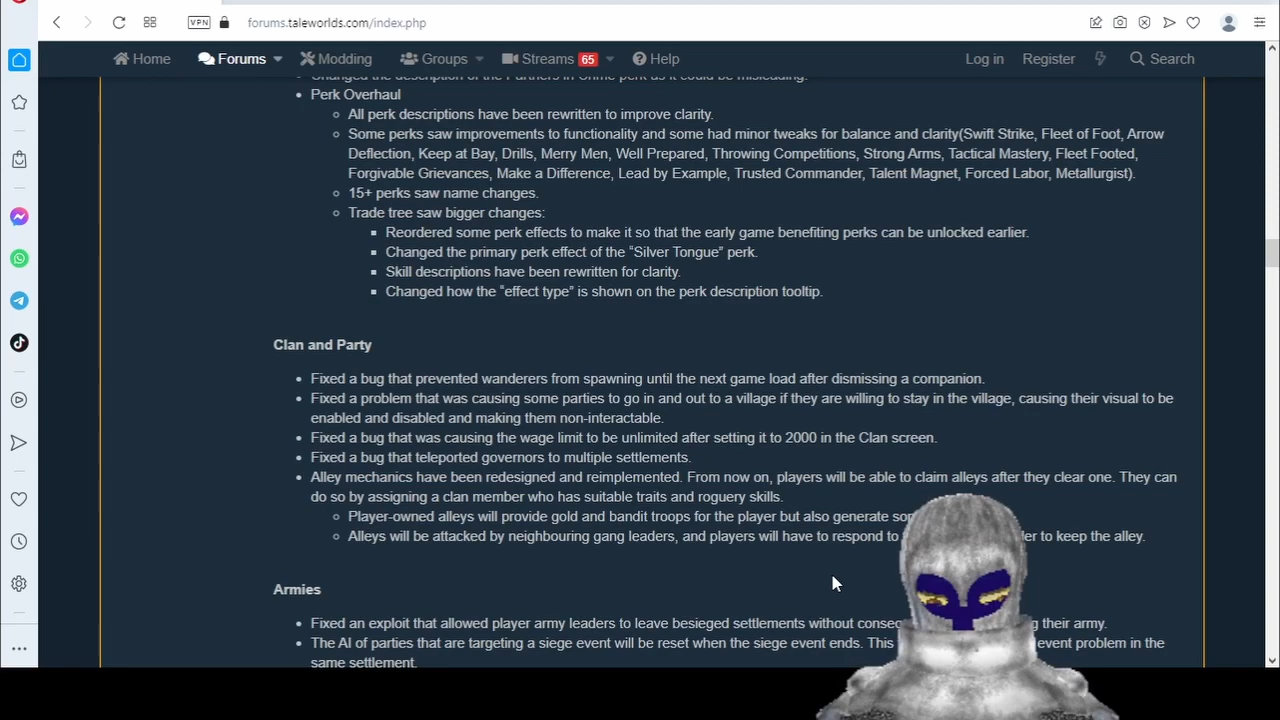 VPN forums.taleworlds.com/index.php
Home Forums Modding Groups Streams 65 Help Log in Register Search
Changed the description of the Partners in Crime perk as it could be misleading.
Perk Overhaul
All perk descriptions have been rewritten to improve clarity.
Some perks saw improvements to functionality and some had minor tweaks for balance and clarity(Swift Strike, Fleet of Foot, Arrow
Deflection, Keep at Bay, Drills, Merry Men, Well Prepared, Throwing Competitions, Strong Arms, Tactical Mastery, Fleet Footed,
Forgivable Grievances, Make a Difference, Lead by Example, Trusted Commander, Talent Magnet, Forced Labor, Metallurgist).
15+ perks saw name changes.
Trade tree saw bigger changes:
Reordered some perk effects to make it so that the early game benefiting perks can be unlocked earlier.
Changed the primary perk effect of the “Silver Tongue” perk.
Skill descriptions have been rewritten for clarity.
Changed how the “effect type” is shown on the perk description tooltip.
Clan and Party
Fixed a bug that prevented wanderers from spawning until the next game load after dismissing a companion.
Fixed a problem that was causing some parties to go in and out to a village if they are willing to stay in the village, causing their visual to be
enabled and disabled and making them non-interactable.
Fixed a bug that was causing the wage limit to be unlimited after setting it to 2000 in the Clan screen.
Fixed a bug that teleported governors to multiple settlements.
Alley mechanics have been redesigned and reimplemented. From now on, players will be able to claim alleys after they clear one. They can
do so by assigning a clan member who has suitable traits and roguery skills.
Player-owned alleys will provide gold and bandit troops for the player but also generate
Alleys will be attacked by neighbouring gang leaders, and players will have to respond to to keep the alley.
Armies
Fixed an exploit that allowed player army leaders to leave besieged settlements without their army.
The AI of parties that are targeting a siege event will be reset when the siege event ends. This event problem in the
same settlement.